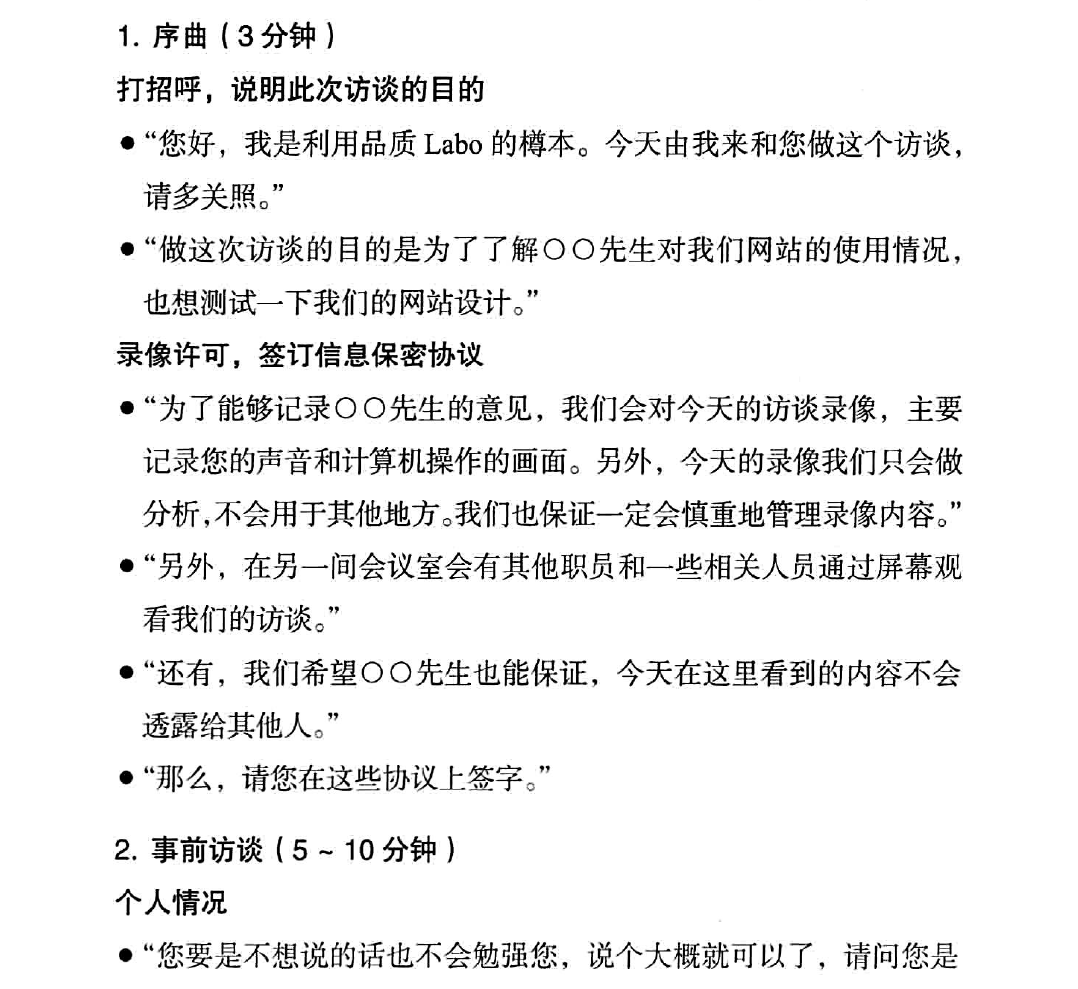 1. 序曲（3 分钟）
打招呼，说明此次访谈的目的
●“您好，我是利用品质 Labo 的樽本。今天由我来和您做这个访谈，
请多关照。”
●“做这次访谈的目的是为了了解○○先生对我们网站的使用情况，
也想测试一下我们的网站设计。”
录像许可，签订信息保密协议
●“为了能够记录○○先生的意见，我们会对今天的访谈录像，主要
记录您的声音和计算机操作的画面。另外，今天的录像我们只会做
分析，不会用于其他地方。我们也保证一定会慎重地管理录像内容。”
●“另外，在另一间会议室会有其他职员和一些相关人员通过屏幕观
看我们的访谈。”
●“还有，我们希望○○先生也能保证，今天在这里看到的内容不会
透露给其他人。”
●“那么，请您在这些协议上签字。”
2. 事前访谈（5 ~ 10 分钟）
个人情况
●“您要是不想说的话也不会勉强您，说个大概就可以了，请问您是